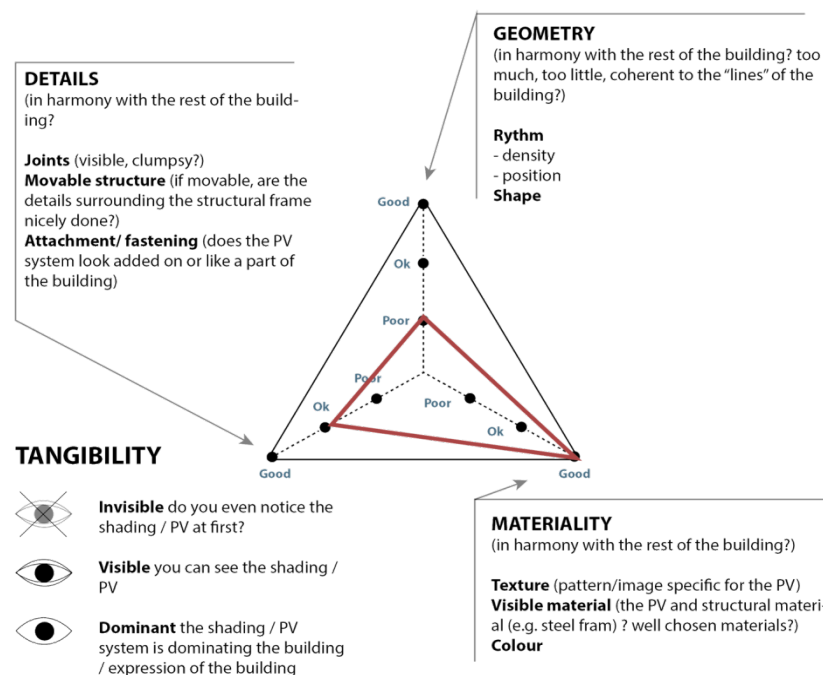 DETAILS
(in harmony with the rest of the build-
ing?
Joints (visible, clumpsy?)
Movable structure (if movable, are the
details surrounding the structural frame
nicely done?)
Attachment/ fastening (does the PV
system look added on or like a part of
the building)
GEOMETRY
(in harmony with the rest of the building? too
much, too little, coherent to the “lines” of the
building?)
Rythm
- density
- position
Shape
Good
Ok
Poor
Poor
Ok
Good
Poor
Ok
Good
TANGIBILITY
Invisible do you even notice the
shading / PV at first?
Visible you can see the shading /
PV
Dominant the shading / PV
system is dominating the building
/ expression of the building
MATERIALITY
(in harmony with the rest of the building?)
Texture (pattern/image specific for the PV)
Visible material (the PV and structural materi-
al (e.g. steel fram) ? well chosen materials?)
Colour